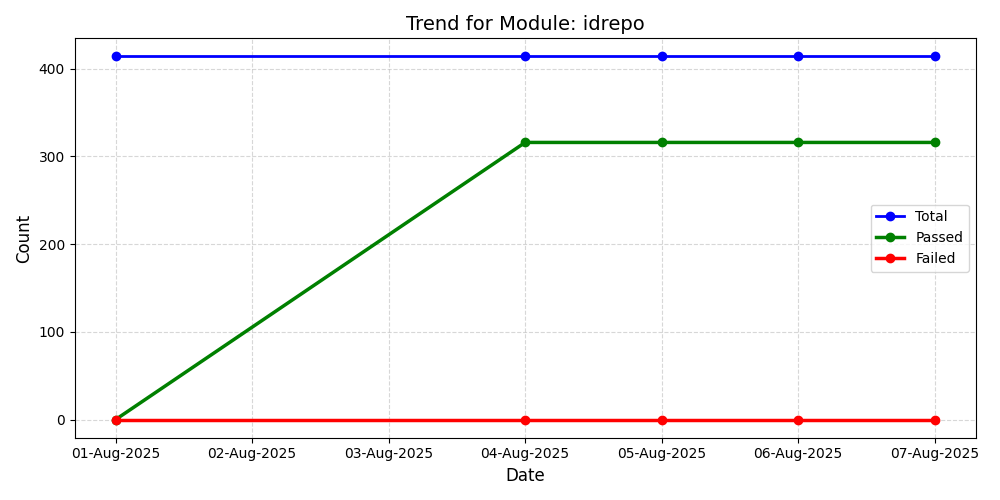 Trend for Module: idrepo
Count
400
300
200
100
0
Total
Passed
Failed
01-Aug-2025 02-Aug-2025 03-Aug-2025 04-Aug-2025 05-Aug-2025 06-Aug-2025 07-Aug-2025
Date